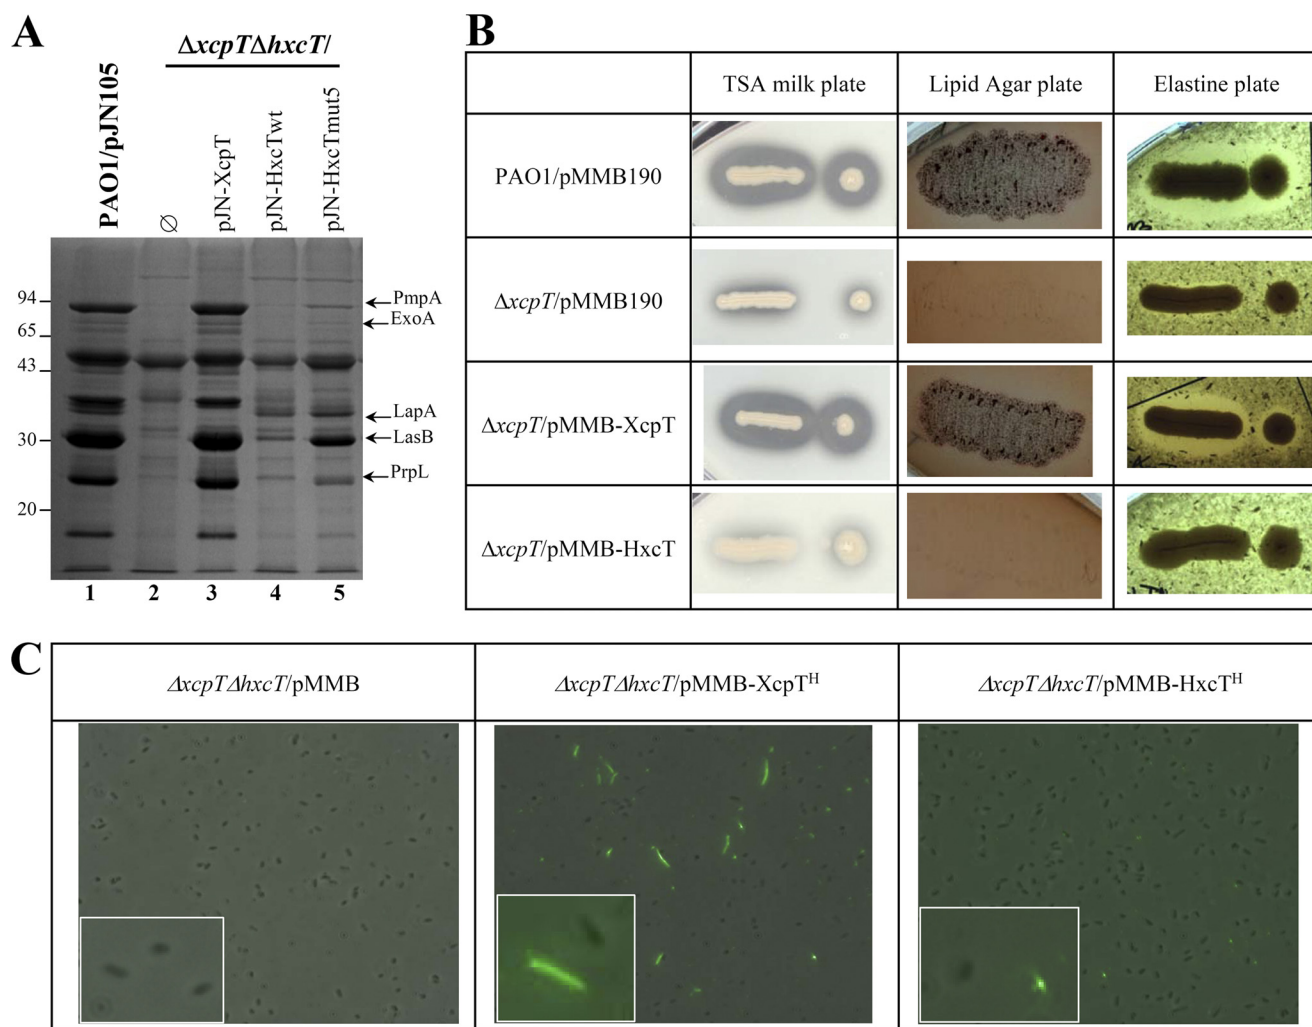 A
ΔxcpTΔhxcT/
PAO1/pJN105
∅
pJN-XcpT
pJN-HxcTwt
pJN-HxcTmut5
94
65
43
30
20
PmpA
ExoA
LapA
LasB
PrpL
1 2 3 4 5
B
TSA milk plate Lipid Agar plate Elastine plate
PAO1/pMMB190
ΔxcpT/pMMB190
ΔxcpT/pMMB-XcpT
ΔxcpT/pMMB-HxcT
C
ΔxcpTΔhxcT/pMMB ΔxcpTΔhxcT/pMMB-XcpTᴴ ΔxcpTΔhxcT/pMMB-HxcTᴴ